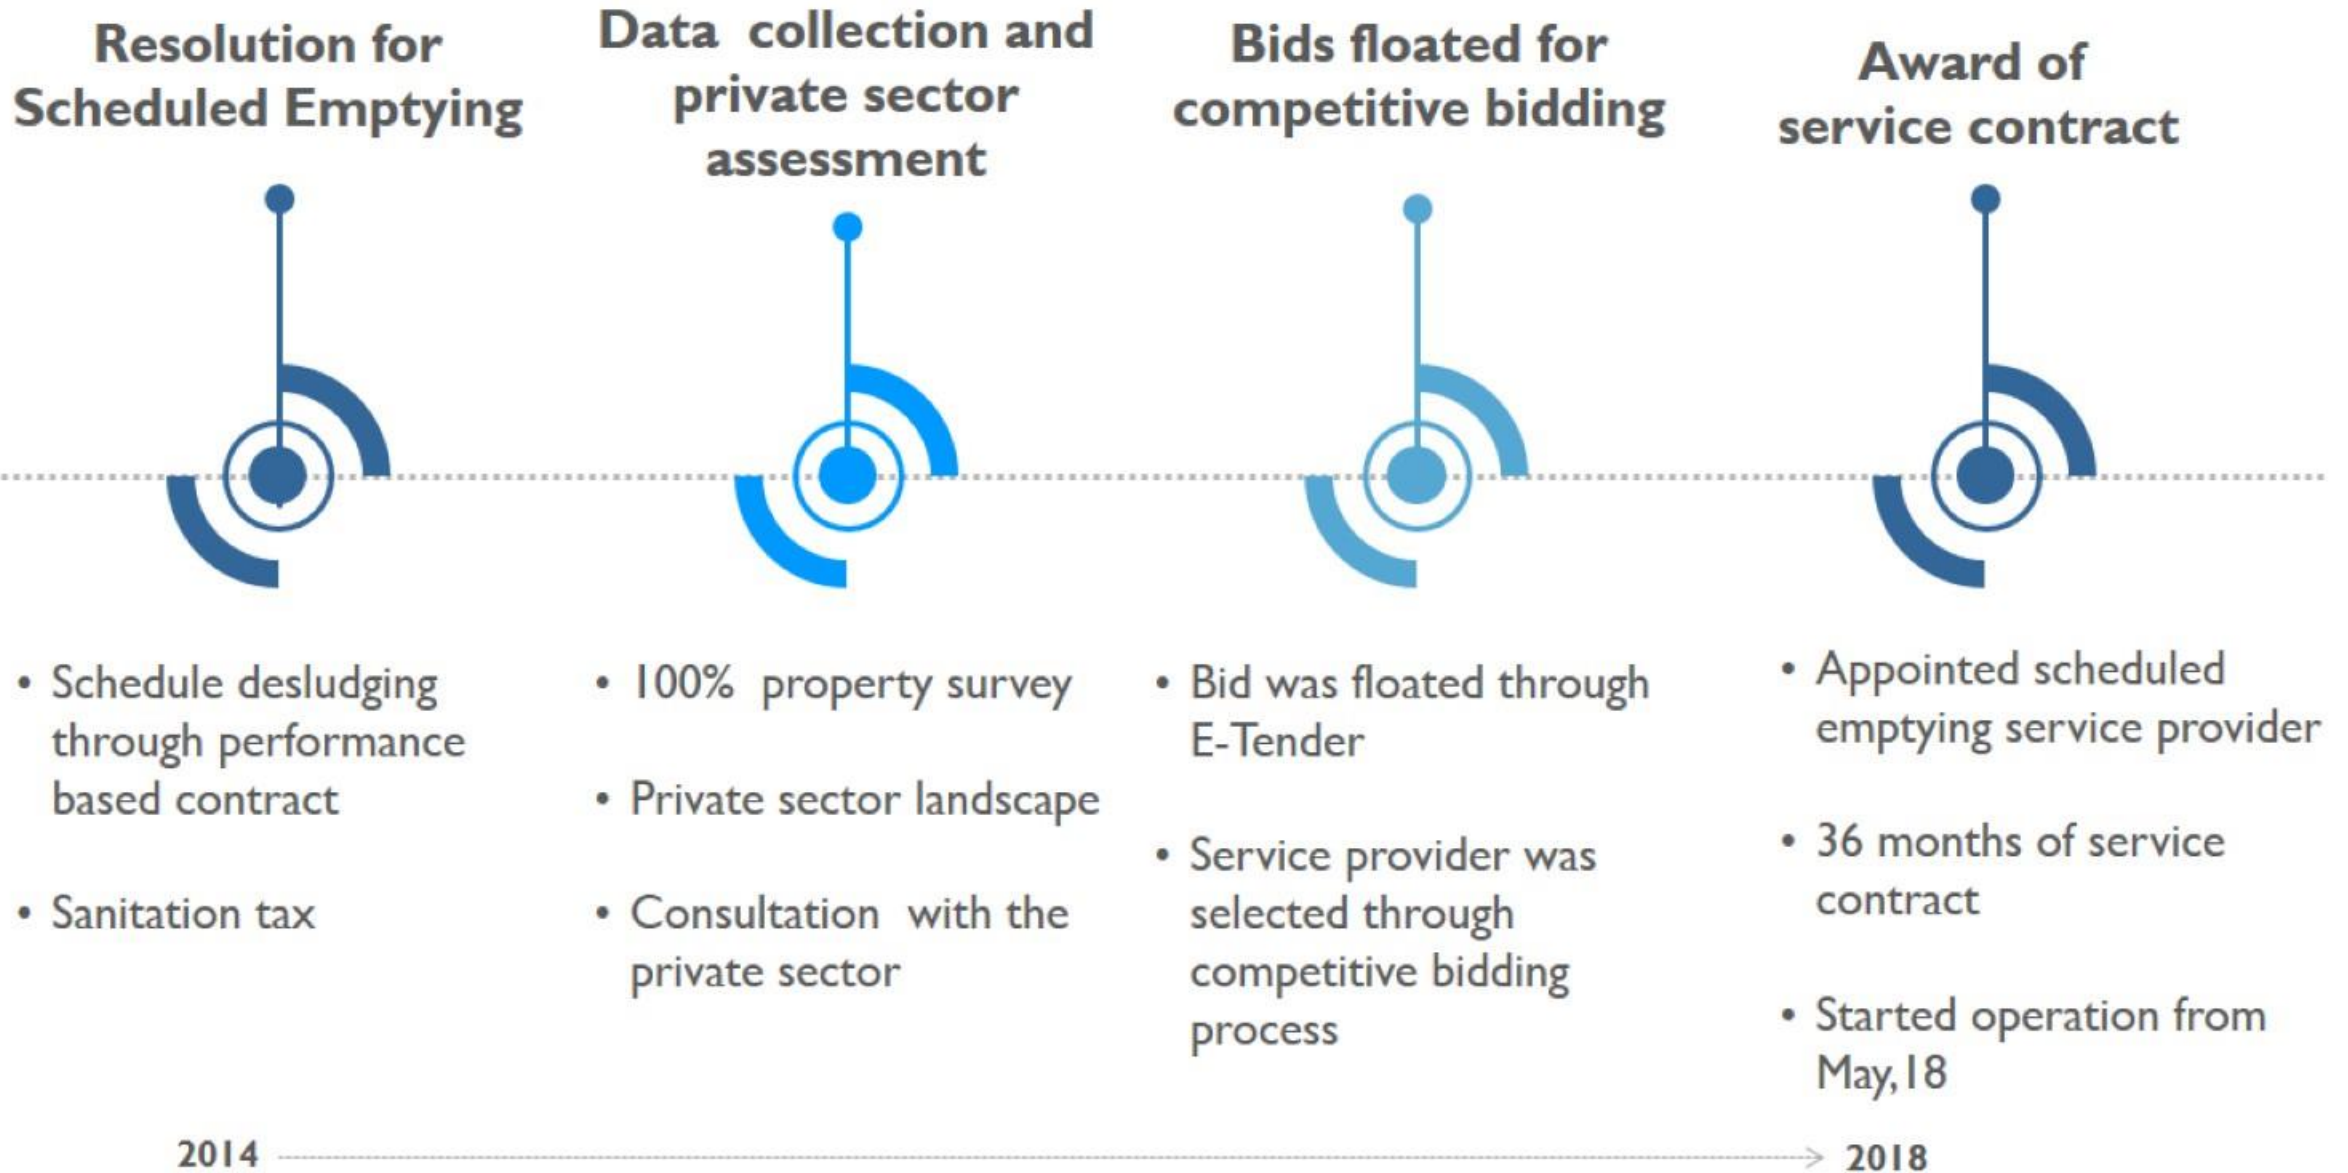 Resolution for
Scheduled Emptying
Data collection and
private sector
assessment
Bids floated for
competitive bidding
Award of
service contract
• Schedule desludging
through performance
based contract
• Sanitation tax
• 100% property survey
• Private sector landscape
• Consultation with the
private sector
• Bid was floated through
E-Tender
• Service provider was
selected through
competitive bidding
process
• Appointed scheduled
emptying service provider
• 36 months of service
contract
• Started operation from
May,18
2014
2018